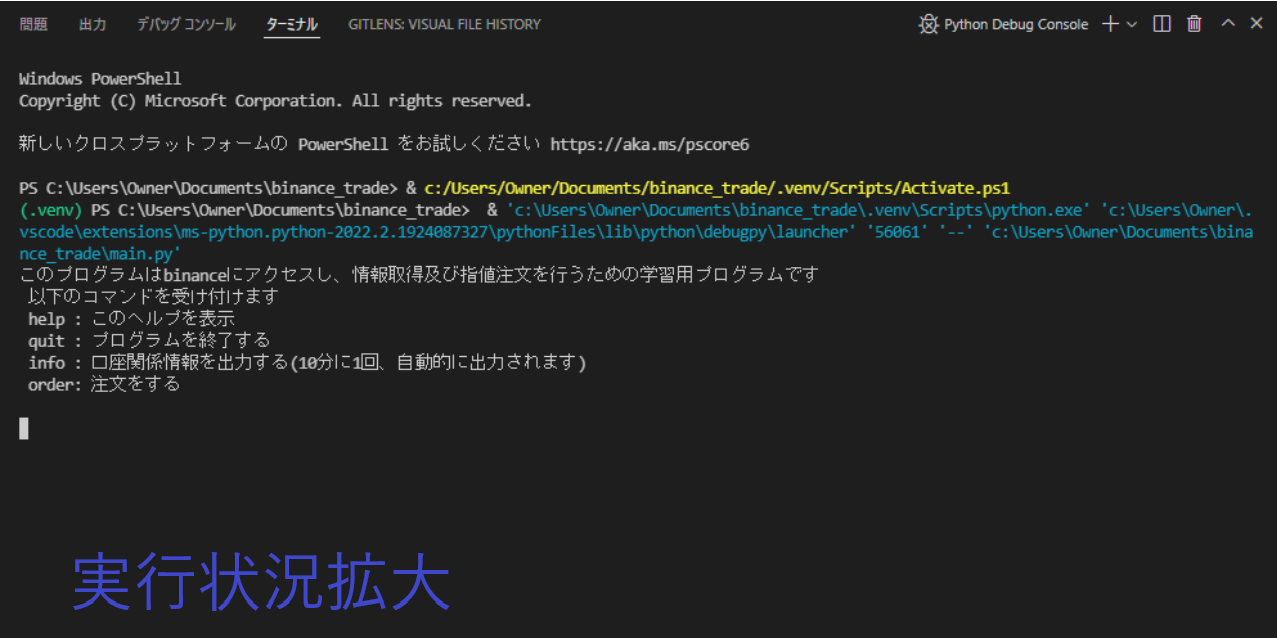 問題 出力 デバッグ コンソール ターミナル GITLENS: VISUAL FILE HISTORY Python Debug Console
Windows PowerShell
Copyright (C) Microsoft Corporation. All rights reserved.
新しいクロスプラットフォームの PowerShell をお試しください https://aka.ms/pscore6
PS C:\Users\Owner\Documents\binance_trade> & c:/Users/Owner/Documents/binance_trade/.venv/Scripts/Activate.ps1
(.venv) PS C:\Users\Owner\Documents\binance_trade>  & 'c:\Users\Owner\Documents\binance_trade\.venv\Scripts\python.exe' 'c:\Users\Owner\.
vscode\extensions\ms-python.python-2022.2.1924087327\pythonFiles\lib\python\debugpy\launcher' '56061' '--' 'c:\Users\Owner\Documents\bina
nce_trade\main.py'
このプログラムはbinanceにアクセスし、情報取得及び指値注文を行うための学習用プログラムです
以下のコマンドを受け付けます
help : このヘルプを表示
quit : プログラムを終了する
info : 口座関係情報を出力する(10分に1回、自動的に出力されます)
order: 注文をする
実行状況拡大